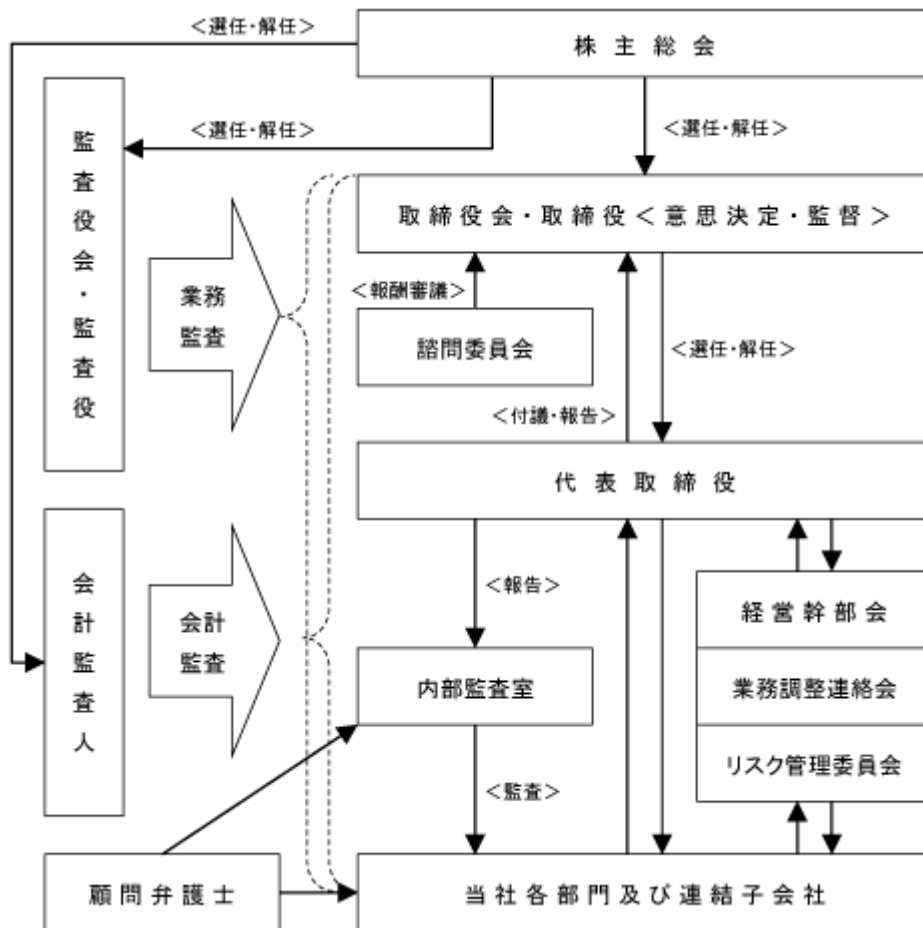 ＜選任・解任＞
株主総会
＜選任・解任＞
＜選任・解任＞
監査役会・監査役
取締役会・取締役＜意思決定・監督＞
業務
監査
＜報酬審議＞
諮問委員会
＜選任・解任＞
＜付議・報告＞
代表取締役
会計監査人
会計
監査
＜報告＞
経営幹部会
内部監査室
業務調整連絡会
リスク管理委員会
＜監査＞
顧問弁護士
当社各部門及び連結子会社